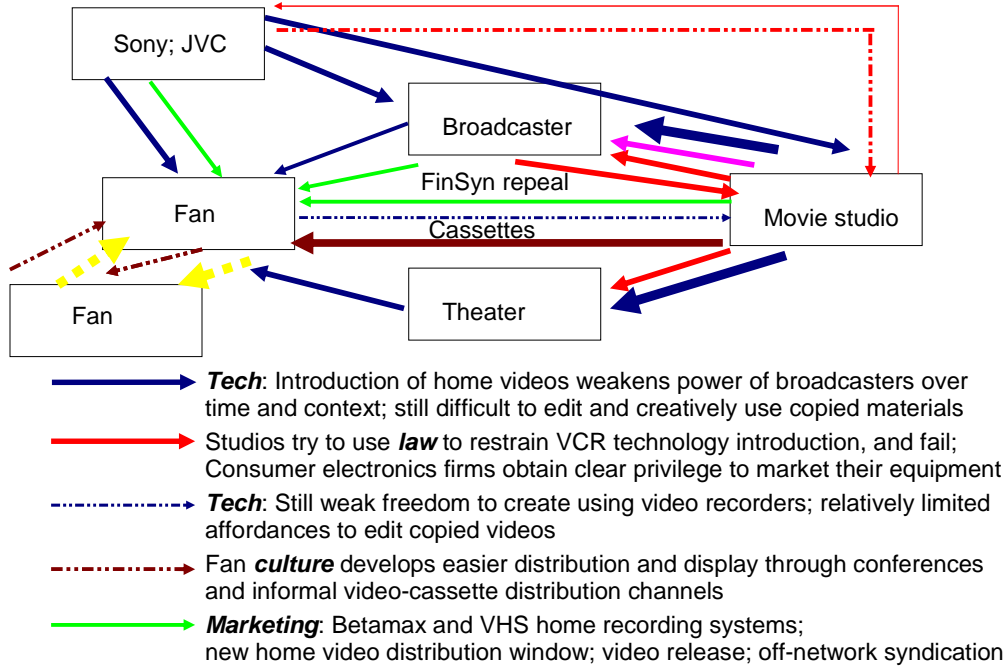 Sony; JVC
Broadcaster
FinSyn repeal
Fan
Movie studio
Cassettes
Fan
Theater
Tech: Introduction of home videos weakens power of broadcasters over
time and context; still difficult to edit and creatively use copied materials
Studios try to use law to restrain VCR technology introduction, and fail;
Consumer electronics firms obtain clear privilege to market their equipment
Tech: Still weak freedom to create using video recorders; relatively limited
affordances to edit copied videos
Fan culture develops easier distribution and display through conferences
and informal video-cassette distribution channels
Marketing: Betamax and VHS home recording systems;
new home video distribution window; video release; off-network syndication